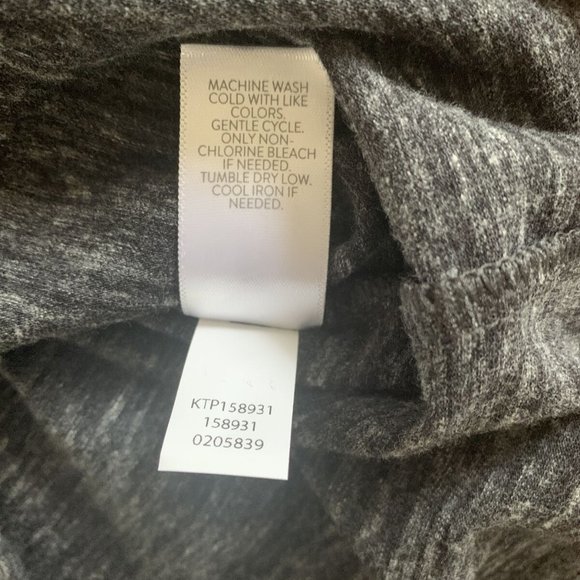 MACHINE WASH
COLD WITH LIKE
COLORS.
GENTLE CYCLE.
ONLY NON-
CHLORINE BLEACH
IF NEEDED.
TUMBLE DRY LOW.
COOL IRON IF
NEEDED.
KTP158931
158931
0205839